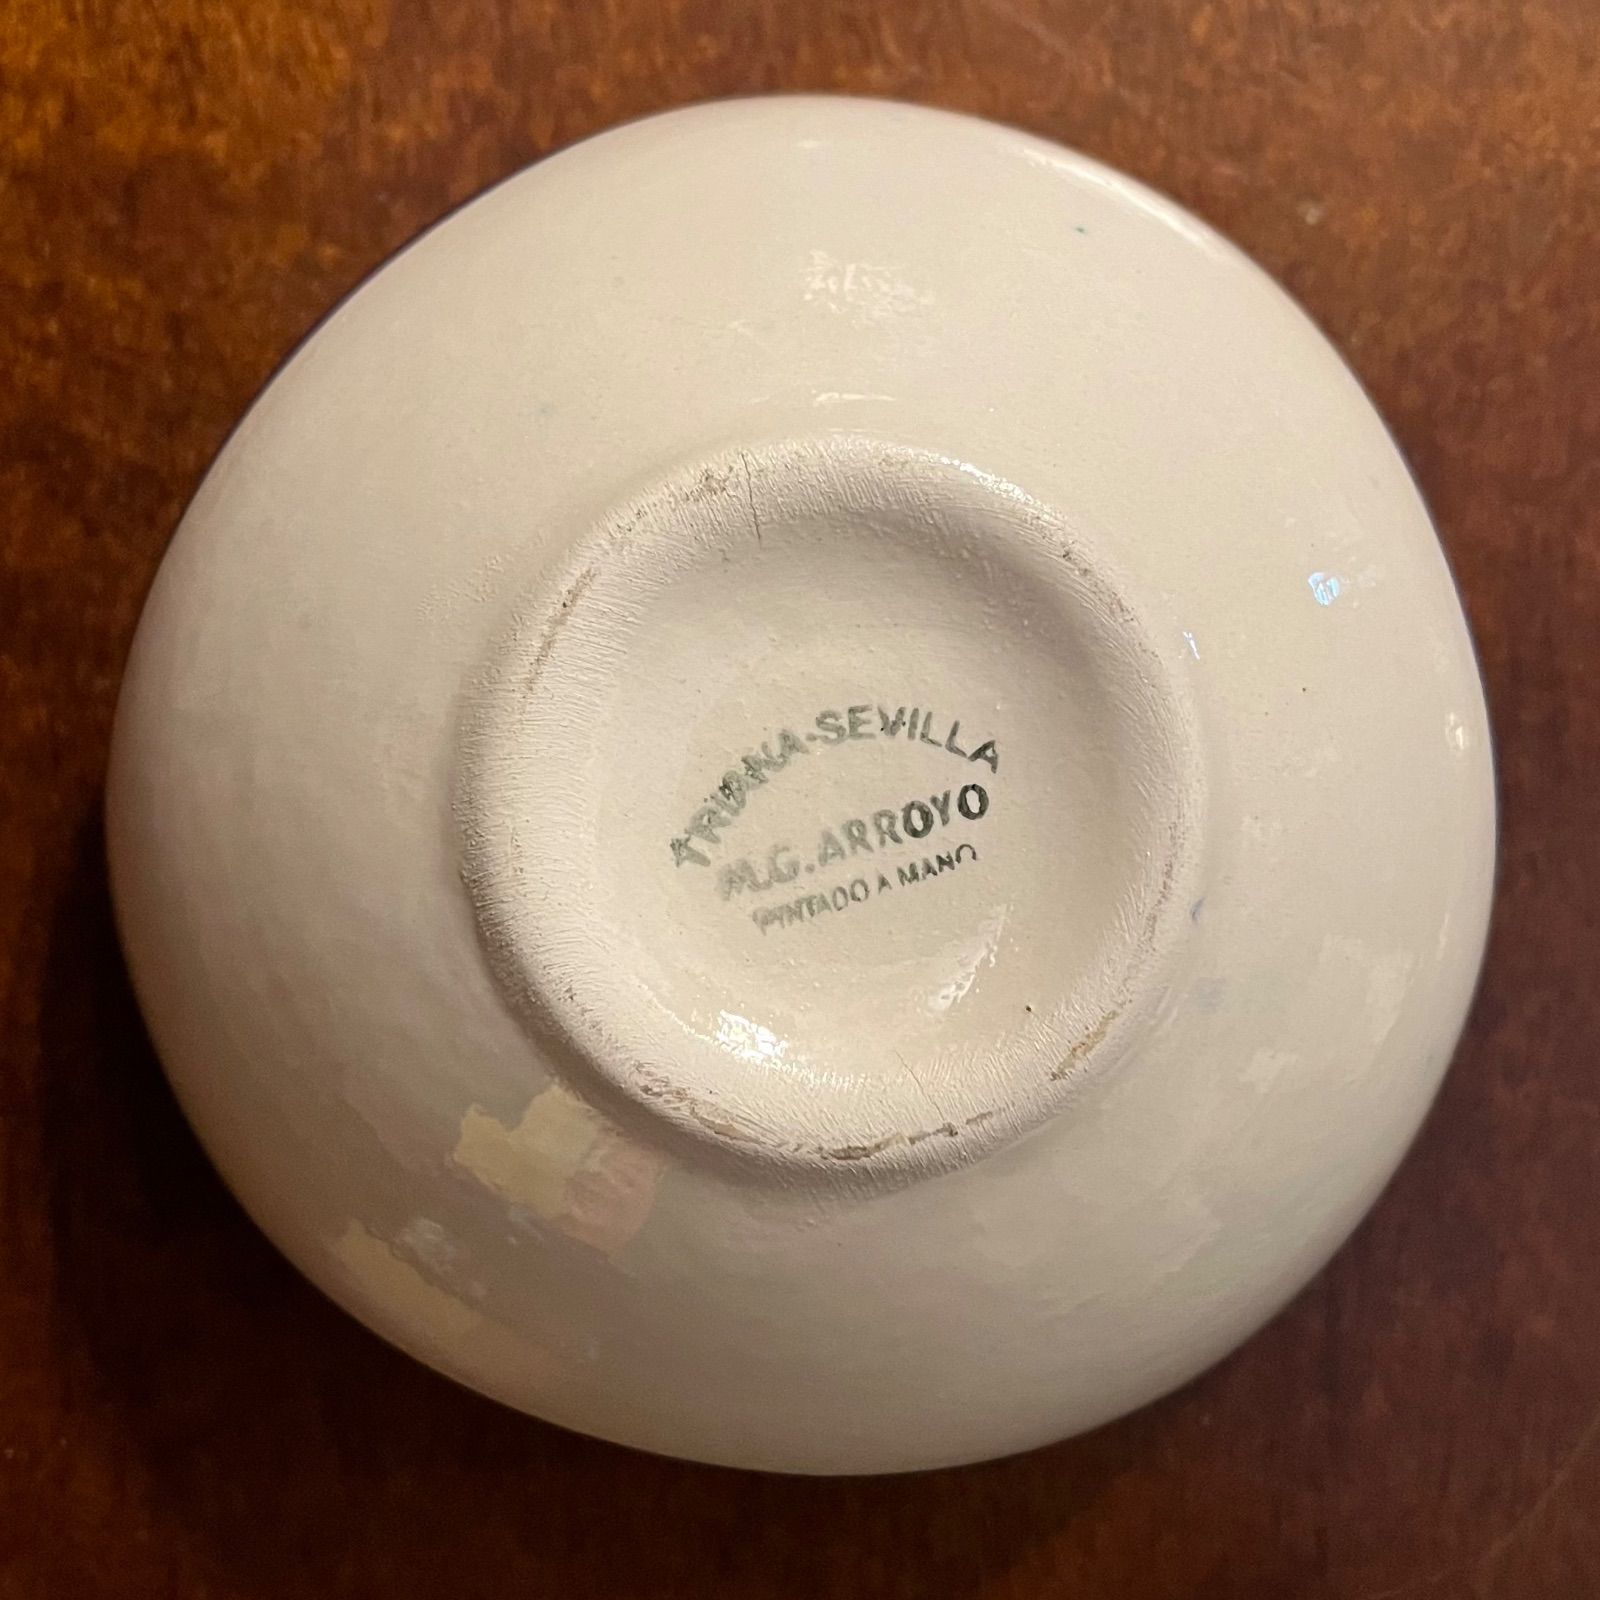 TRIANA-SEVILLA
M.G. ARROYO
PINTADO A MANO